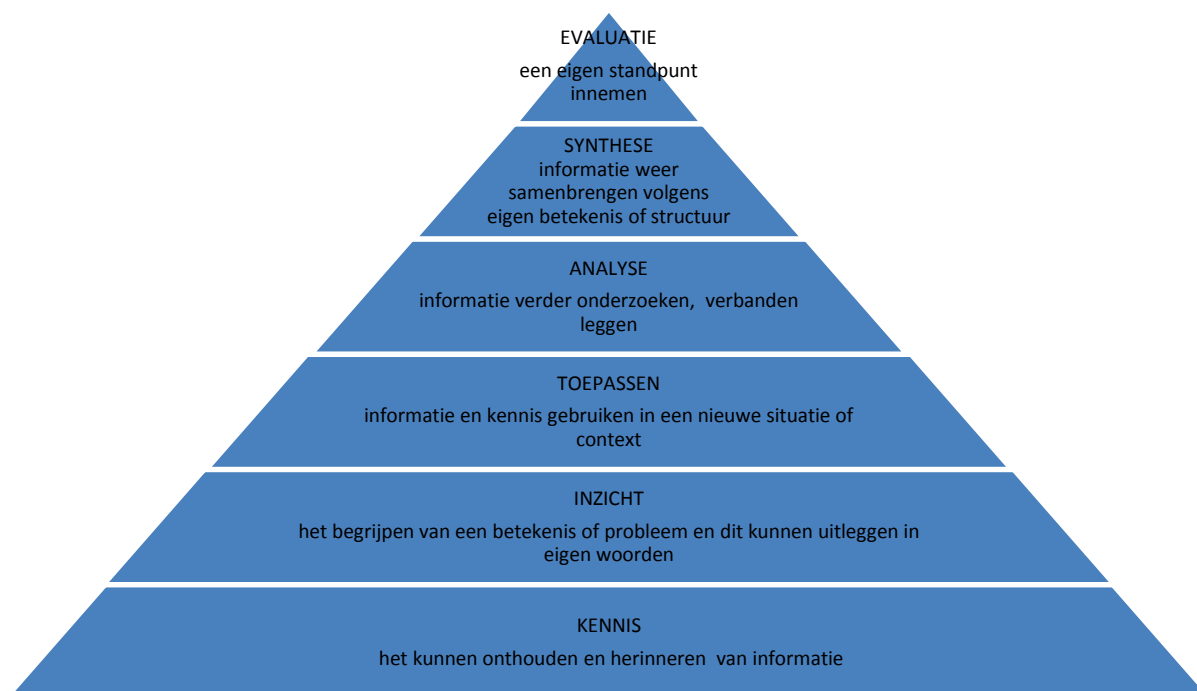 EVALUATIE
een eigen standpunt
innemen
SYNTHESE
informatie weer
samenbrengen volgens
eigen betekenis of structuur
ANALYSE
informatie verder onderzoeken,  verbanden
leggen
TOEPASSEN
informatie en kennis gebruiken in een nieuwe situatie of
context
INZICHT
het begrijpen van een betekenis of probleem en dit kunnen uitleggen in
eigen woorden
KENNIS
het kunnen onthouden en herinneren  van informatie